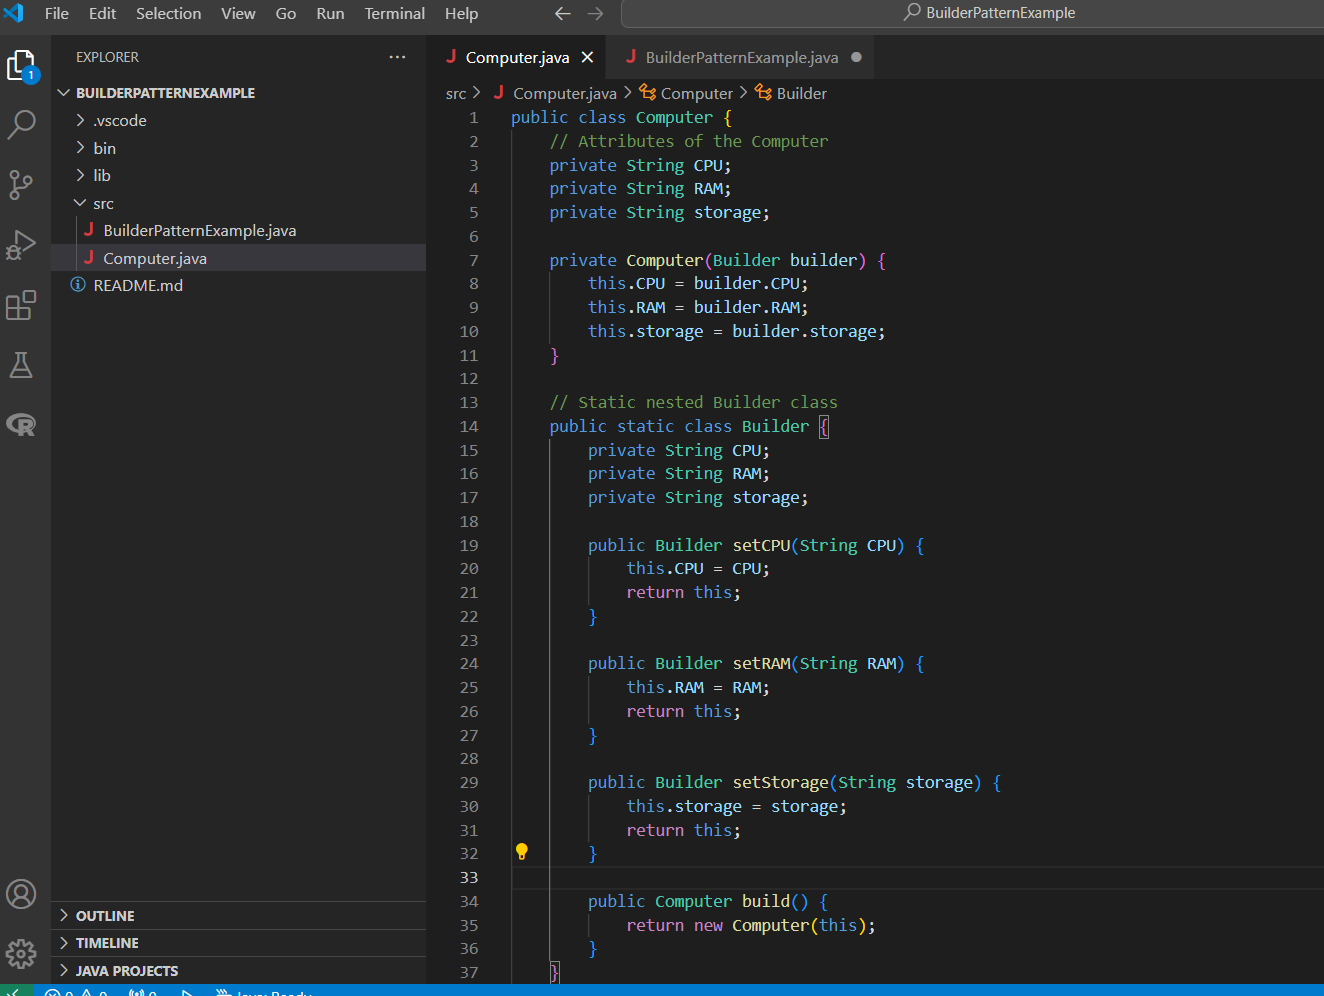 File Edit Selection View Go Run Terminal Help
BuilderPatternExample
1
EXPLORER
BUILDERPATTERNEXAMPLE
.vscode
bin
lib
src
J BuilderPatternExample.java
J Computer.java
README.md
OUTLINE
TIMELINE
JAVA PROJECTS
J Computer.java
J BuilderPatternExample.java
src > J Computer.java > Computer > Builder
1 public class Computer {
2 // Attributes of the Computer
3 private String CPU;
4 private String RAM;
5 private String storage;
6
7 private Computer(Builder builder) {
8 this.CPU = builder.CPU;
9 this.RAM = builder.RAM;
10 this.storage = builder.storage;
11 }
12
13 // Static nested Builder class
14 public static class Builder {
15 private String CPU;
16 private String RAM;
17 private String storage;
18
19 public Builder setCPU(String CPU) {
20 this.CPU = CPU;
21 return this;
22 }
23
24 public Builder setRAM(String RAM) {
25 this.RAM = RAM;
26 return this;
27 }
28
29 public Builder setStorage(String storage) {
30 this.storage = storage;
31 return this;
32 }
33
34 public Computer build() {
35 return new Computer(this);
36 }
37 }
0 0 0 Java: Ready